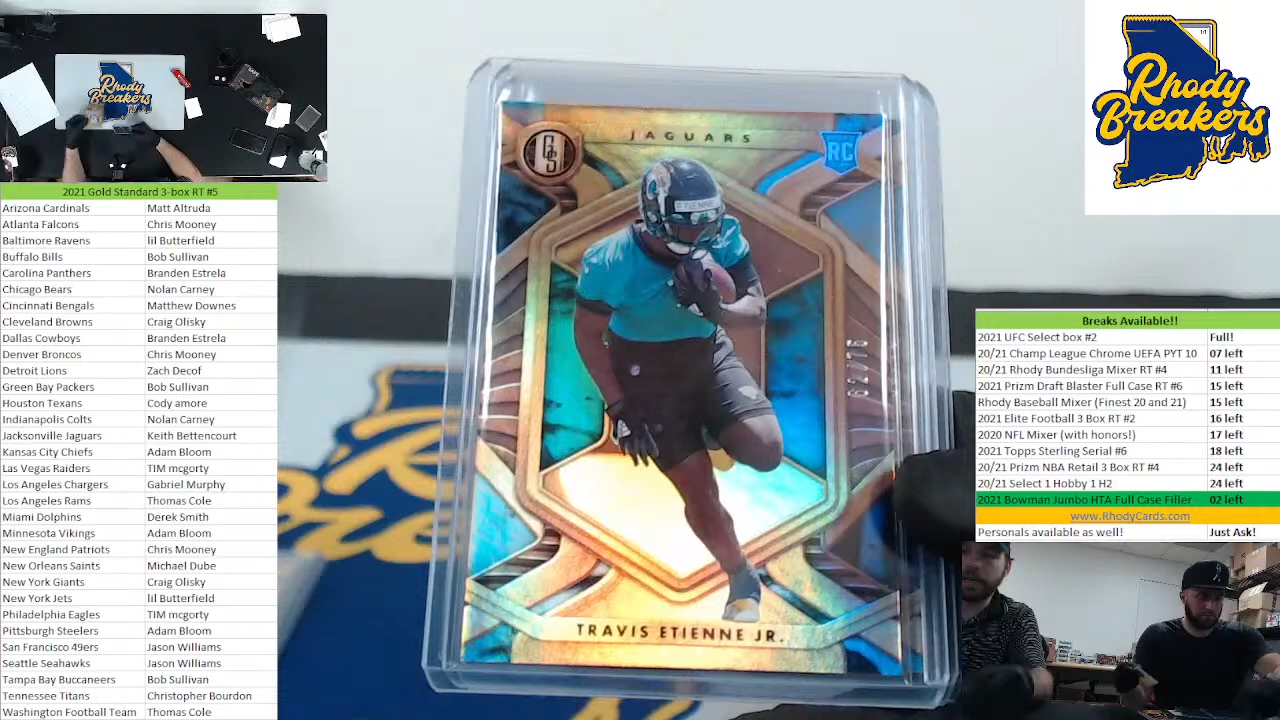 2021 Gold Standard 3-box RT #5
Arizona Cardinals Matt Altruda
Atlanta Falcons Chris Mooney
Baltimore Ravens lil Butterfield
Buffalo Bills Bob Sullivan
Carolina Panthers Branden Estrela
Chicago Bears Nolan Carney
Cincinnati Bengals Matthew Downes
Cleveland Browns Craig Olisky
Dallas Cowboys Branden Estrela
Denver Broncos Chris Mooney
Detroit Lions Zach Decof
Green Bay Packers Bob Sullivan
Houston Texans Cody amore
Indianapolis Colts Nolan Carney
Jacksonville Jaguars Keith Bettencourt
Kansas City Chiefs Adam Bloom
Las Vegas Raiders TIM mcgorty
Los Angeles Chargers Gabriel Murphy
Los Angeles Rams Thomas Cole
Miami Dolphins Derek Smith
Minnesota Vikings Adam Bloom
New England Patriots Chris Mooney
New Orleans Saints Michael Dube
New York Giants Craig Olisky
New York Jets lil Butterfield
Philadelphia Eagles TIM mcgorty
Pittsburgh Steelers Adam Bloom
San Francisco 49ers Jason Williams
Seattle Seahawks Jason Williams
Tampa Bay Buccaneers Bob Sullivan
Tennessee Titans Christopher Bourdon
Washington Football Team Thomas Cole
Rhody
Breakers
GS
JAGUARS
RC
ETIENNE
TRAVIS ETIENNE JR.
Rhody
Breakers
Breaks Available!!
2021 UFC Select box #2 Full!
20/21 Champ League Chrome UEFA PYT 10 07 left
20/21 Rhody Bundesliga Mixer RT #4 11 left
2021 Prizm Draft Blaster Full Case RT #6 15 left
Rhody Baseball Mixer (Finest 20 and 21) 15 left
2021 Elite Football 3 Box RT #2 16 left
2020 NFL Mixer (with honors!) 17 left
2021 Topps Sterling Serial #6 18 left
20/21 Prizm NBA Retail 3 Box RT #4 24 left
20/21 Select 1 Hobby 1 H2 24 left
2021 Bowman Jumbo HTA Full Case Filler 02 left
www.RhodyCards.com
Personals available as well! Just Ask!